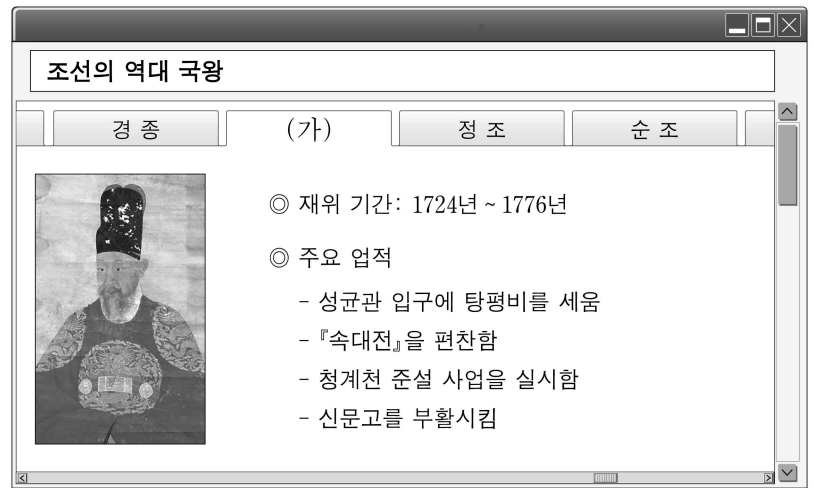 조선의 역대 국왕
경 종
(가)
정 조
순 조
◎ 재위 기간: 1724년 ~ 1776년
◎ 주요 업적
- 성균관 입구에 탕평비를 세움
- 『속대전』을 편찬함
- 청계천 준설 사업을 실시함
- 신문고를 부활시킴